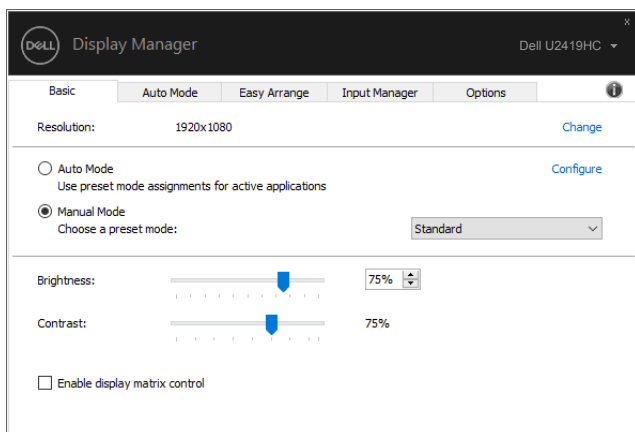 DELL Display Manager Dell U2419HC
x
Basic Auto Mode Easy Arrange Input Manager Options
Resolution: 1920x1080 Change
Auto Mode Configure
Use preset mode assignments for active applications
Manual Mode
Choose a preset mode: Standard
Brightness: 75%
Contrast: 75%
Enable display matrix control